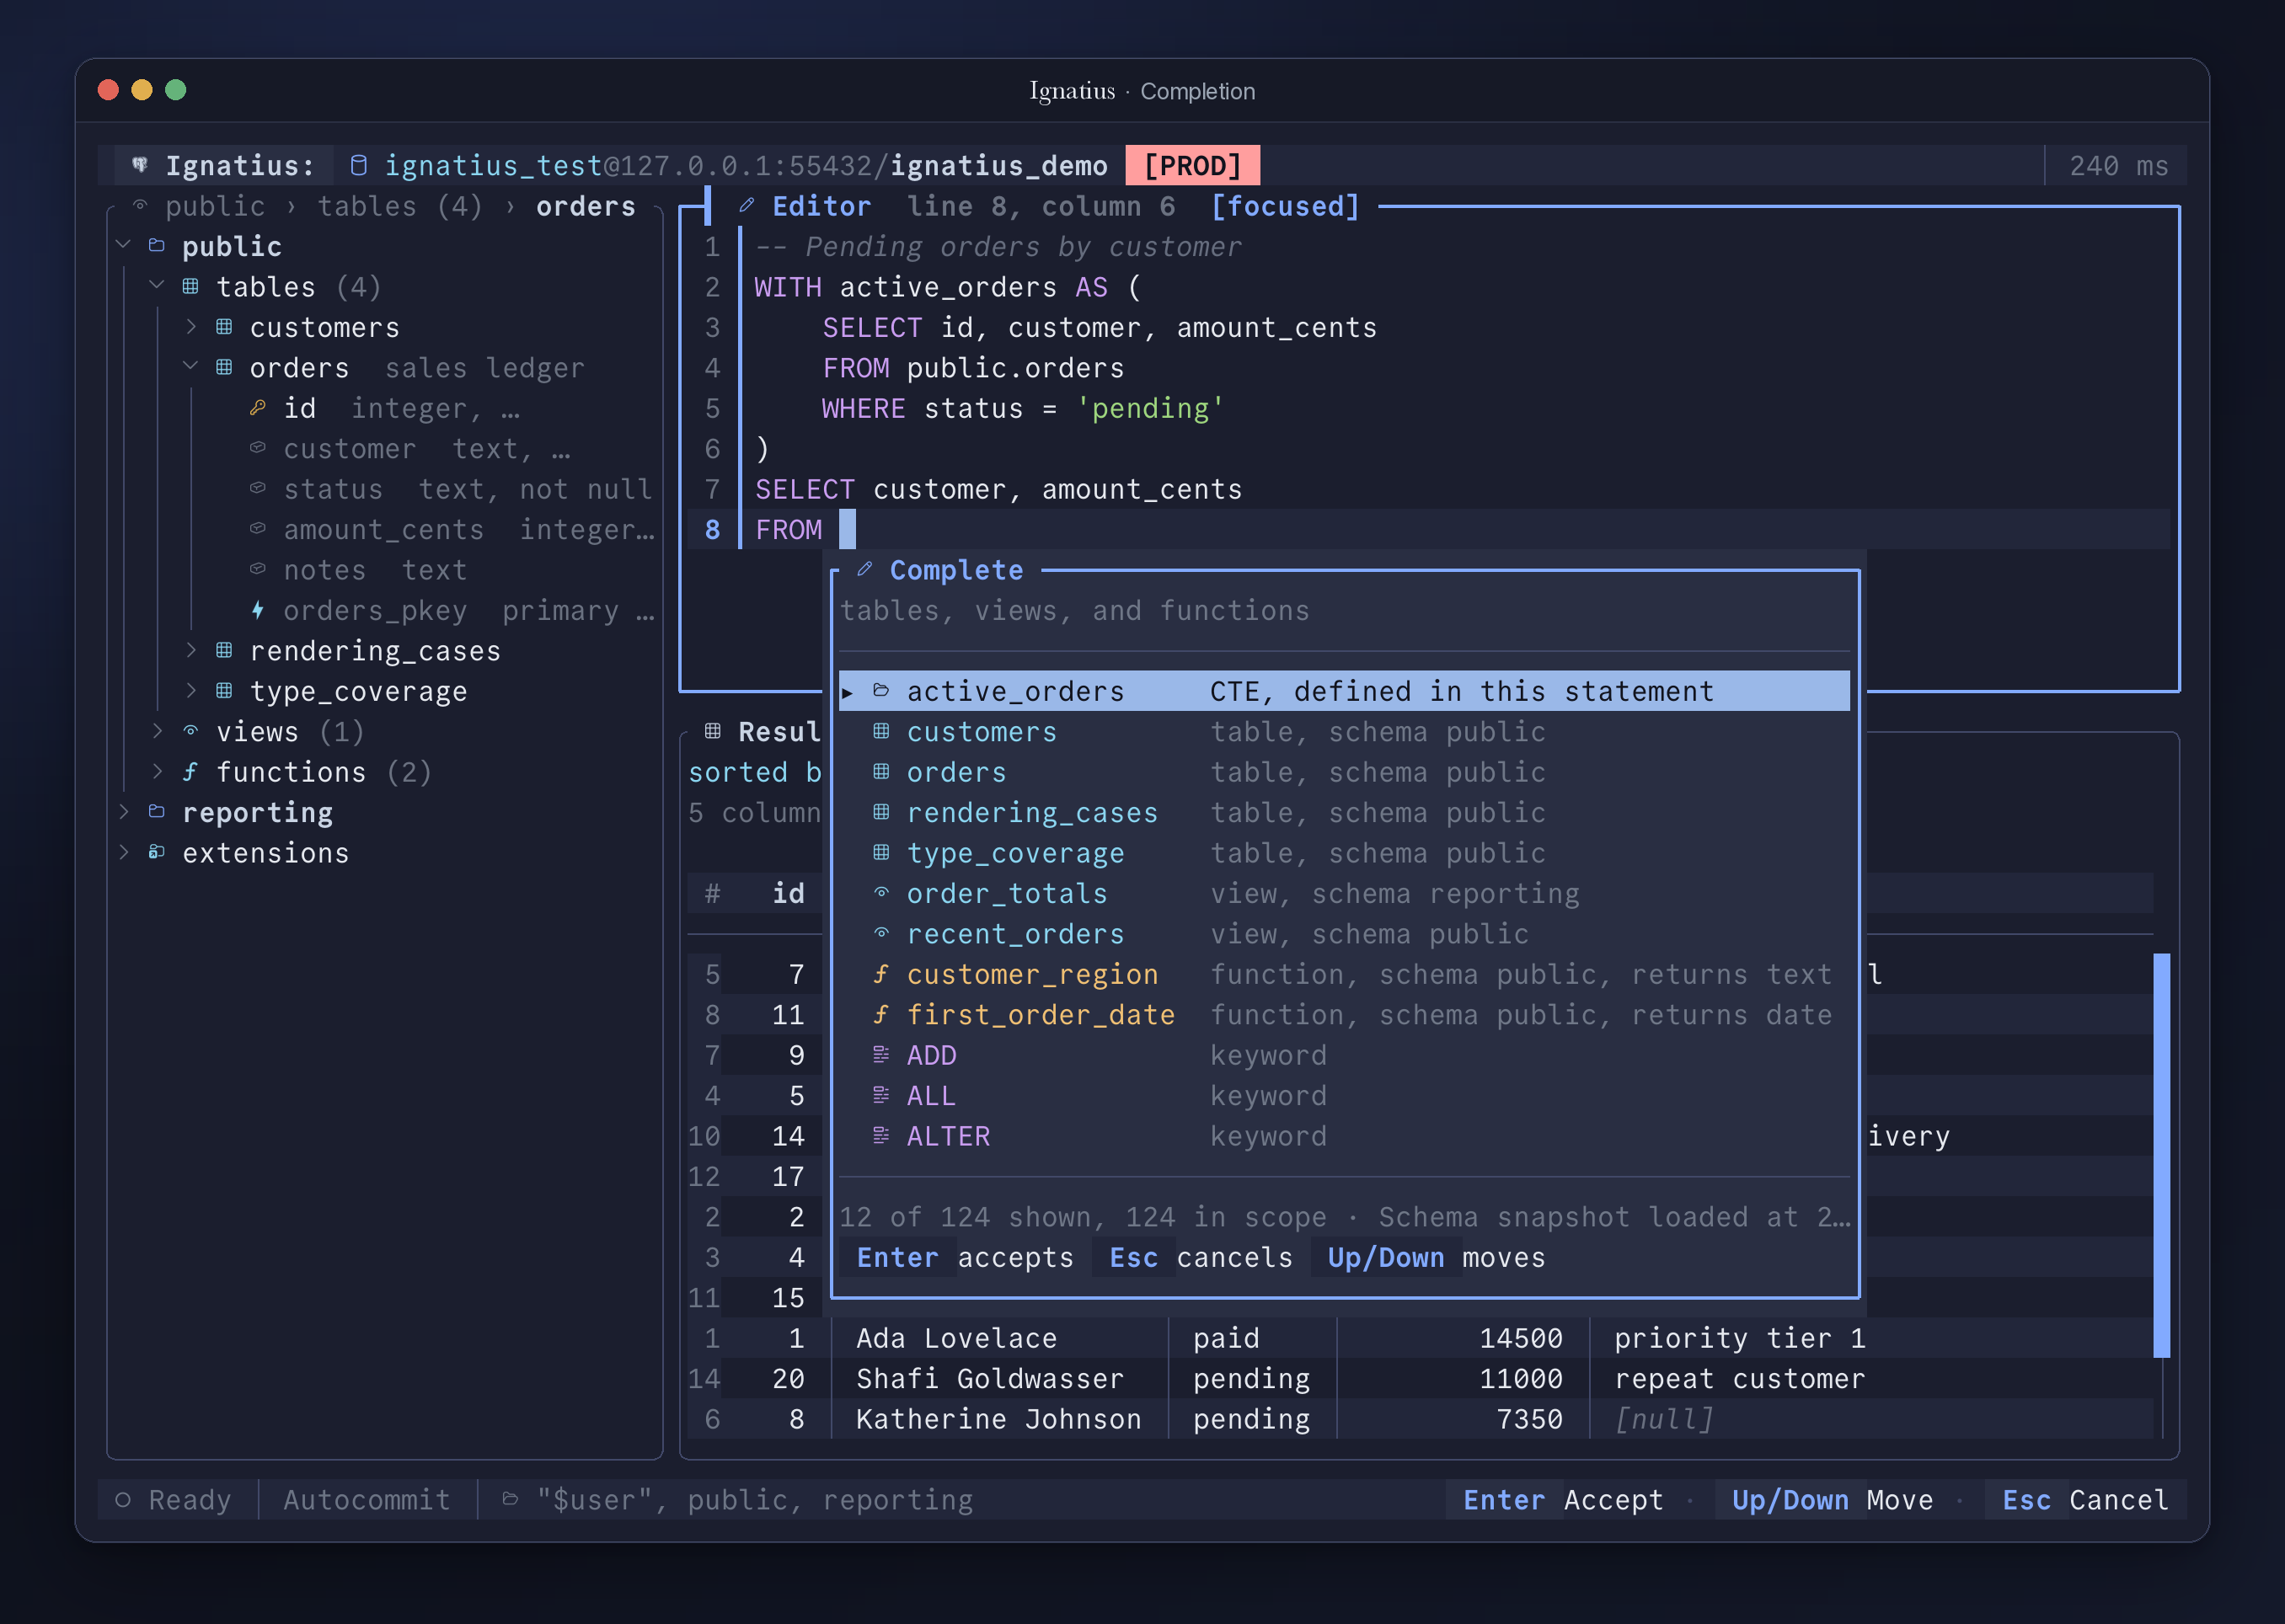 Ignatius · Completion
Ignatius: ignatius_test@127.0.0.1:55432/ignatius_demo [PROD] 240 ms
public › tables (4) › orders
public
tables (4)
customers
orders sales ledger
id integer, …
customer text, …
status text, not null
amount_cents integer…
notes text
orders_pkey primary …
rendering_cases
type_coverage
views (1)
functions (2)
reporting
extensions
Editor line 8, column 6 [focused]
1 -- Pending orders by customer
2 WITH active_orders AS (
3 SELECT id, customer, amount_cents
4 FROM public.orders
5 WHERE status = 'pending'
6 )
7 SELECT customer, amount_cents
8 FROM
Complete
tables, views, and functions
▸ active_orders CTE, defined in this statement
customers table, schema public
orders table, schema public
rendering_cases table, schema public
type_coverage table, schema public
order_totals view, schema reporting
recent_orders view, schema public
customer_region function, schema public, returns text
first_order_date function, schema public, returns date
ADD keyword
ALL keyword
ALTER keyword
12 of 124 shown, 124 in scope · Schema snapshot loaded at 2…
Enter accepts Esc cancels Up/Down moves
Resul
sorted b
5 column
# id
5 7 l
8 11
7 9
4 5
10 14 ivery
12 17
2 2
3 4
11 15
1 1 Ada Lovelace paid 14500 priority tier 1
14 20 Shafi Goldwasser pending 11000 repeat customer
6 8 Katherine Johnson pending 7350 [null]
Ready Autocommit "$user", public, reporting Enter Accept · Up/Down Move · Esc Cancel